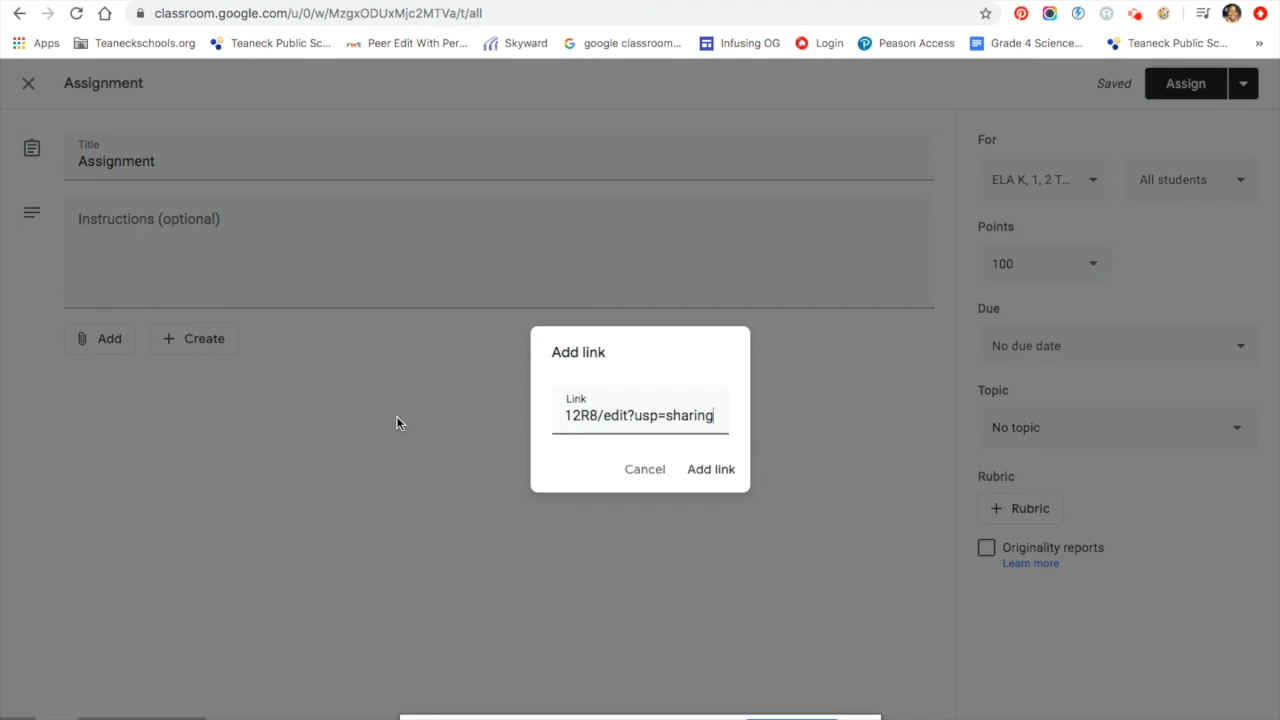 classroom.google.com/u/0/w/MzgxODUxMjc2MTVa/t/all
Apps Teaneckschools.org Teaneck Public Sc... rwt Peer Edit With Per... Skyward google classroom... Infusing OG Login Peason Access Grade 4 Science... Teaneck Public Sc... »
Assignment
Saved
Assign
Title
Assignment
Instructions (optional)
Add
Create
For
ELA K, 1, 2 T...
All students
Points
100
Due
No due date
Topic
No topic
Rubric
Rubric
Originality reports
Learn more
Add link
Link
12R8/edit?usp=sharing
Cancel
Add link